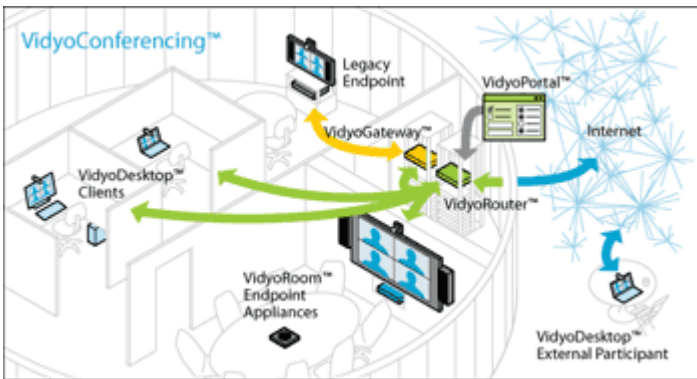 VidyoConferencing™
Legacy
Endpoint
VidyoPortal™
VidyoGateway™
Internet
VidyoDesktop™
Clients
VidyoRouter™
VidyoRoom™
Endpoint
Appliances
VidyoDesktop™
External Participant